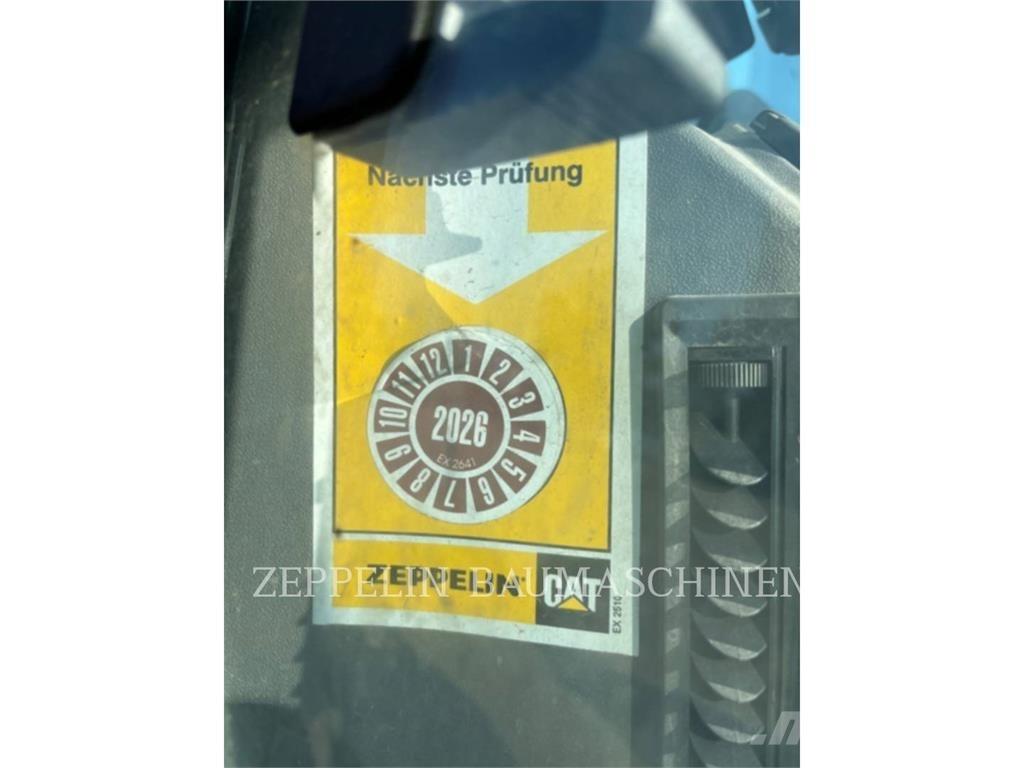 Nächste Prüfung
1 2 3 4 5 6 7 8 9 10 11 12
2026
EX 2641
ZEPPELIN
CAT
EX 2510
ZEPPELIN BAUMASCHINEN